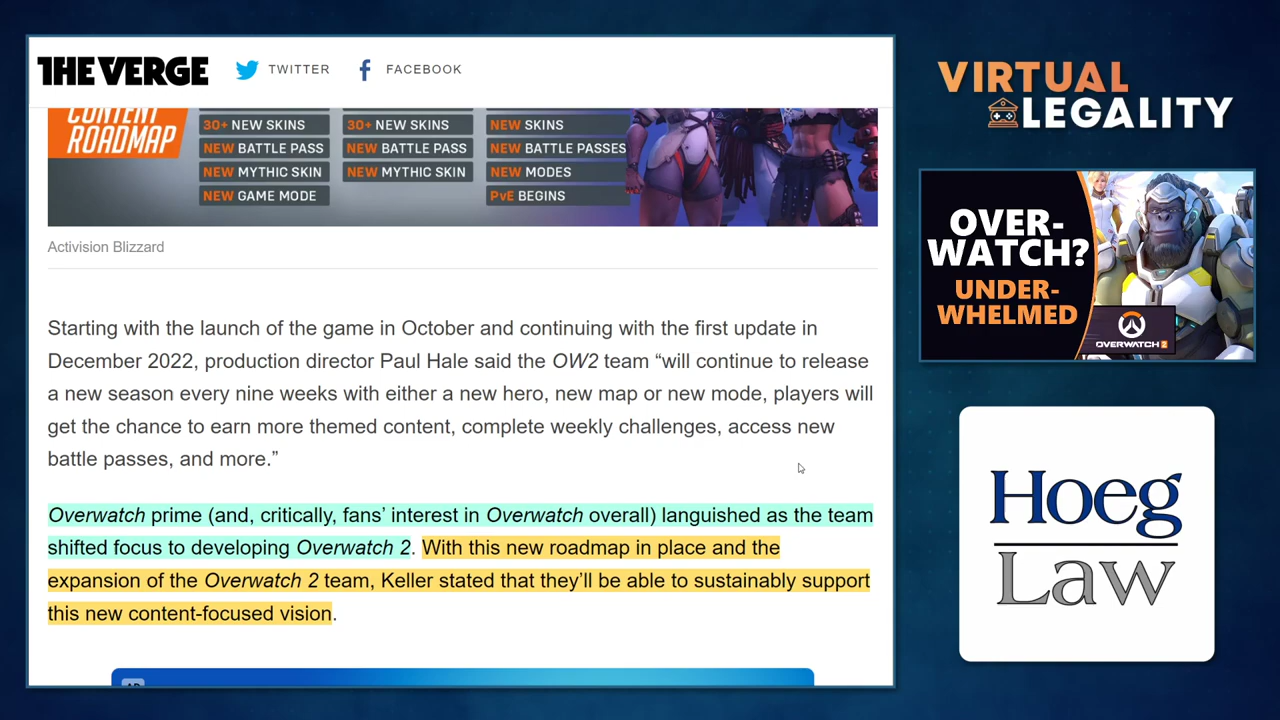 THE VERGE
TWITTER
FACEBOOK
CONTENT
ROADMAP
30+ NEW SKINS
NEW BATTLE PASS
NEW MYTHIC SKIN
NEW GAME MODE
30+ NEW SKINS
NEW BATTLE PASS
NEW MYTHIC SKIN
NEW SKINS
NEW BATTLE PASSES
NEW MODES
PvE BEGINS
Activision Blizzard
Starting with the launch of the game in October and continuing with the first update in
December 2022, production director Paul Hale said the OW2 team “will continue to release
a new season every nine weeks with either a new hero, new map or new mode, players will
get the chance to earn more themed content, complete weekly challenges, access new
battle passes, and more.”
Overwatch prime (and, critically, fans’ interest in Overwatch overall) languished as the team
shifted focus to developing Overwatch 2. With this new roadmap in place and the
expansion of the Overwatch 2 team, Keller stated that they’ll be able to sustainably support
this new content-focused vision.
AD
VIRTUAL
LEGALITY
OVER-
WATCH?
UNDER-
WHELMED
OVERWATCH 2
Hoeg
Law